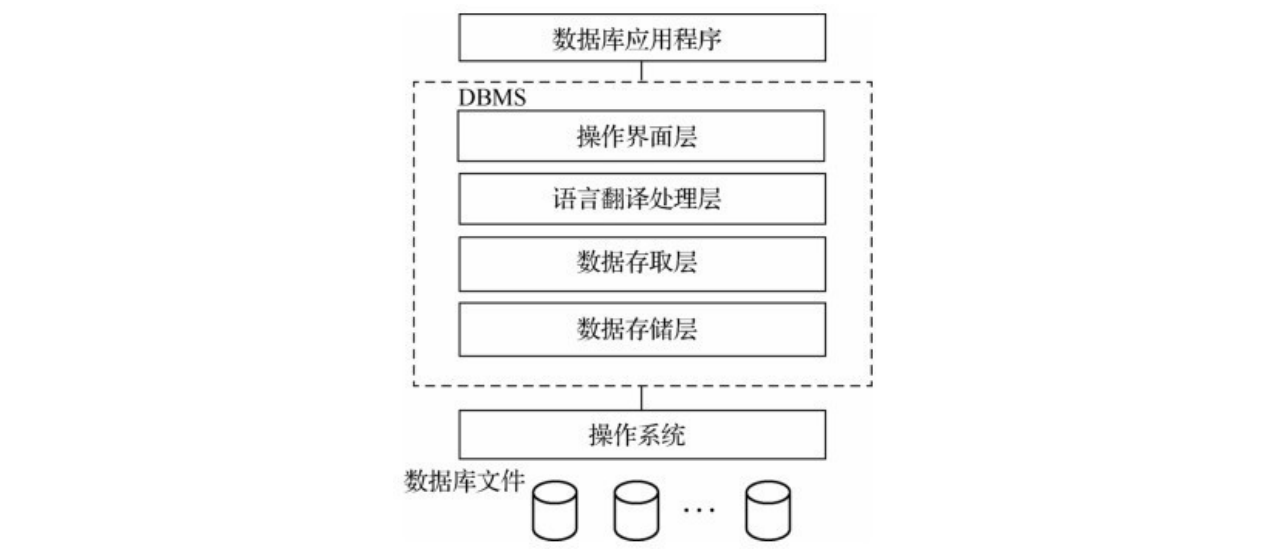 数据库应用程序
DBMS
操作界面层
语言翻译处理层
数据存取层
数据存储层
操作系统
数据库文件
…